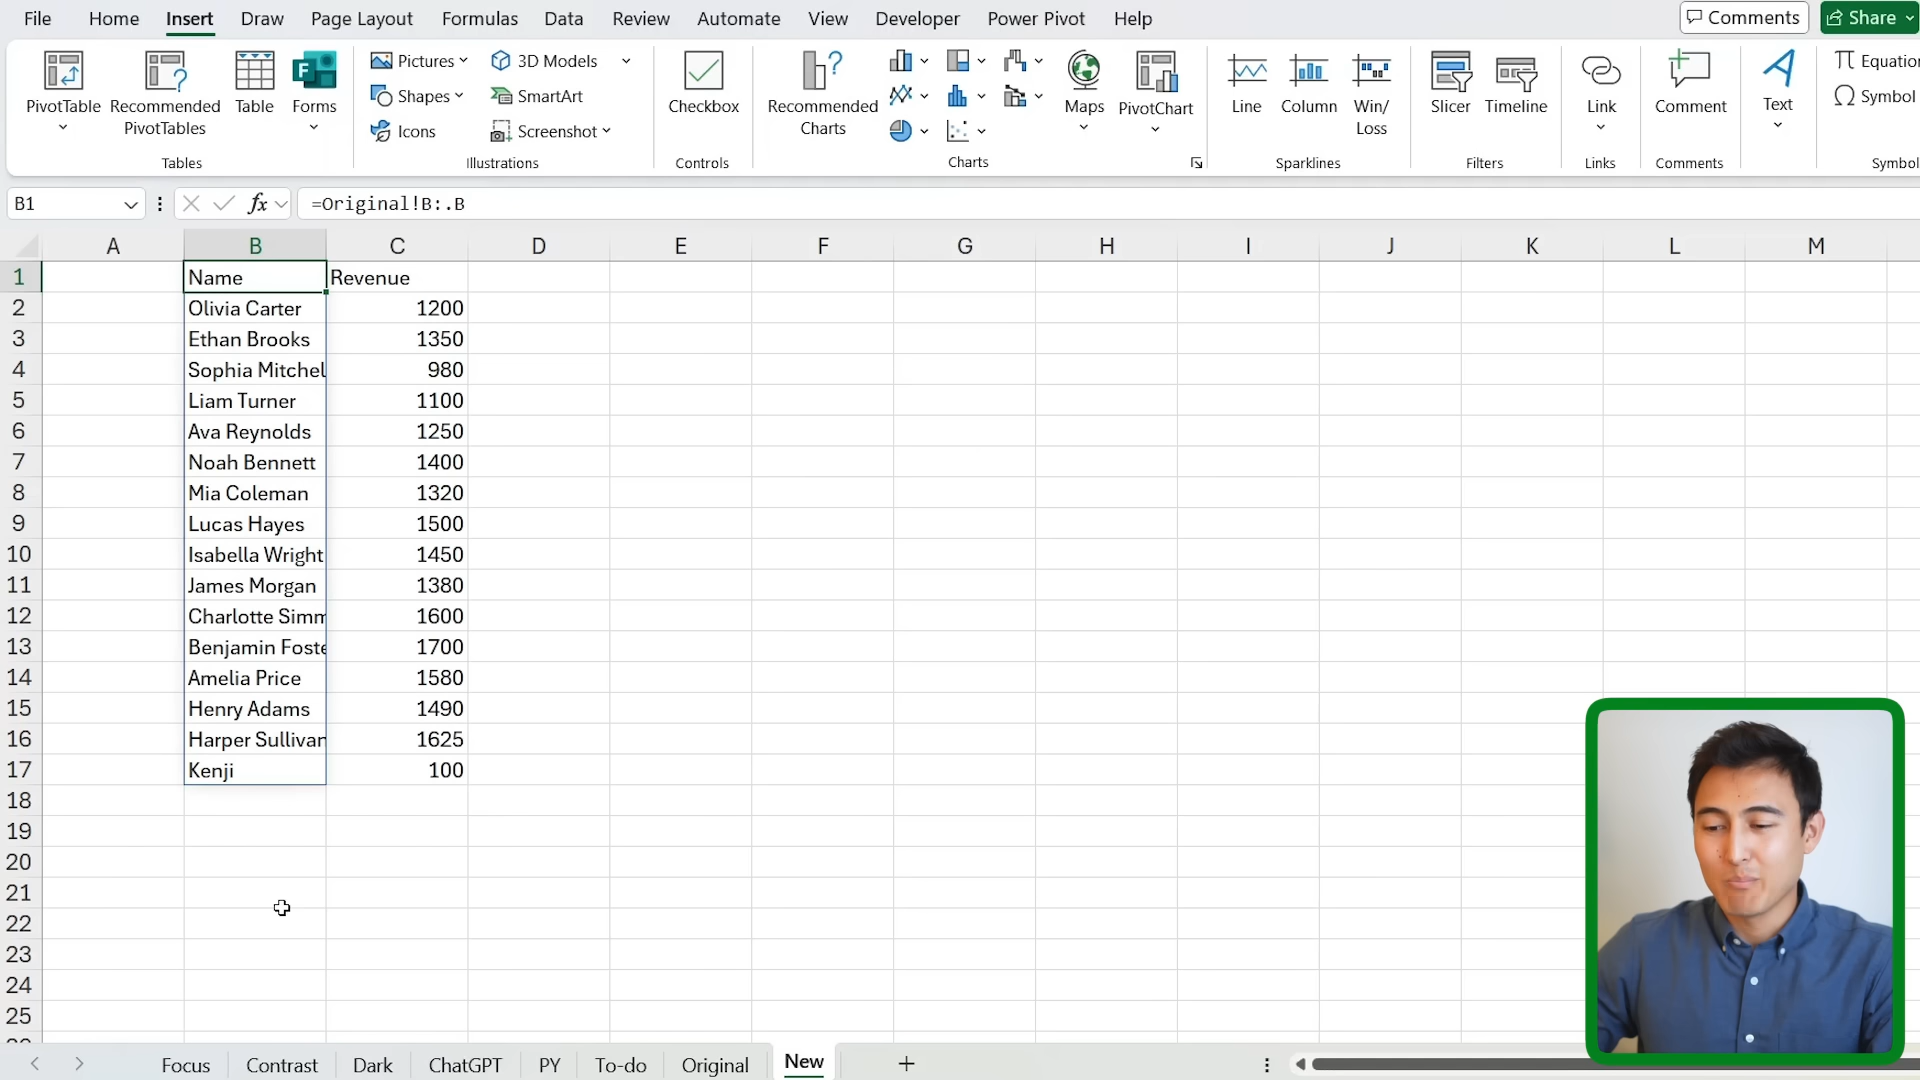 File Home Insert Draw Page Layout Formulas Data Review Automate View Developer Power Pivot Help Comments Share
PivotTable Recommended PivotTables Table Forms Pictures Shapes Icons 3D Models SmartArt Screenshot Checkbox Recommended Charts Maps PivotChart Line Column Win/ Loss Slicer Timeline Link Comment Text Equatio Symbol
Tables Illustrations Controls Charts Sparklines Filters Links Comments Symbol
B1 fx =Original!B:.B
A B C D E F G H I J K L M
1 Name Revenue
2 Olivia Carter 1200
3 Ethan Brooks 1350
4 Sophia Mitchel 980
5 Liam Turner 1100
6 Ava Reynolds 1250
7 Noah Bennett 1400
8 Mia Coleman 1320
9 Lucas Hayes 1500
10 Isabella Wright 1450
11 James Morgan 1380
12 Charlotte Simm 1600
13 Benjamin Foste 1700
14 Amelia Price 1580
15 Henry Adams 1490
16 Harper Sullivan 1625
17 Kenji 100
18
19
20
21
22
23
24
25
Focus Contrast Dark ChatGPT PY To-do Original New